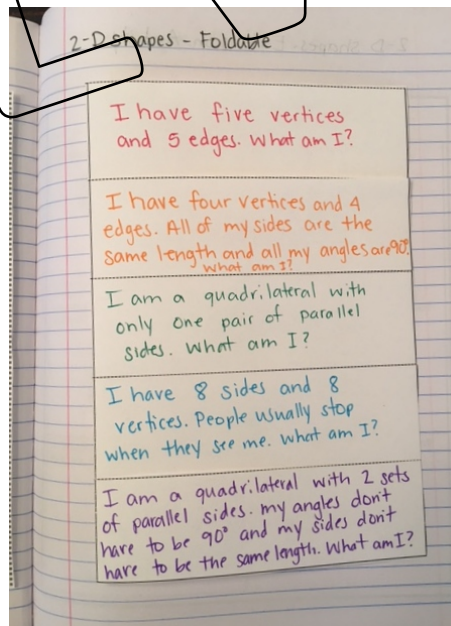 2-D shapes - Foldable
I have five vertices
and 5 edges. What am I?
I have four vertices and 4
edges. All of my sides are the
same length and all my angles are 90°.
What am I?
I am a quadrilateral with
only one pair of parallel
sides. What am I?
I have 8 sides and 8
vertices. People usually stop
when they see me. What am I?
I am a quadrilateral with 2 sets
of parallel sides. My angles don't
have to be 90° and my sides don't
have to be the same length. What am I?